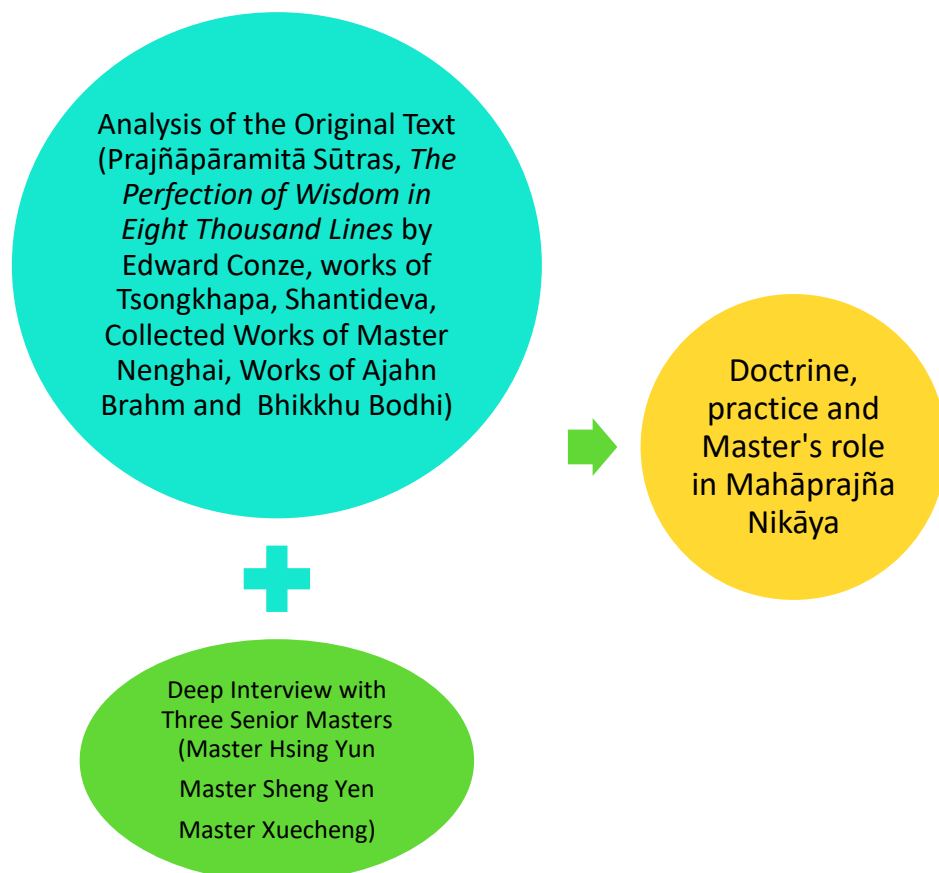 Analysis of the Original Text
(Prajñāpāramitā Sūtras, The
Perfection of Wisdom in
Eight Thousand Lines by
Edward Conze, works of
Tsongkhapa, Shantideva,
Collected Works of Master
Nenghai, Works of Ajahn
Brahm and  Bhikkhu Bodhi)
Deep Interview with
Three Senior Masters
(Master Hsing Yun
Master Sheng Yen
Master Xuecheng)
Doctrine,
practice and
Master's role
in Mahāprajña
Nikāya